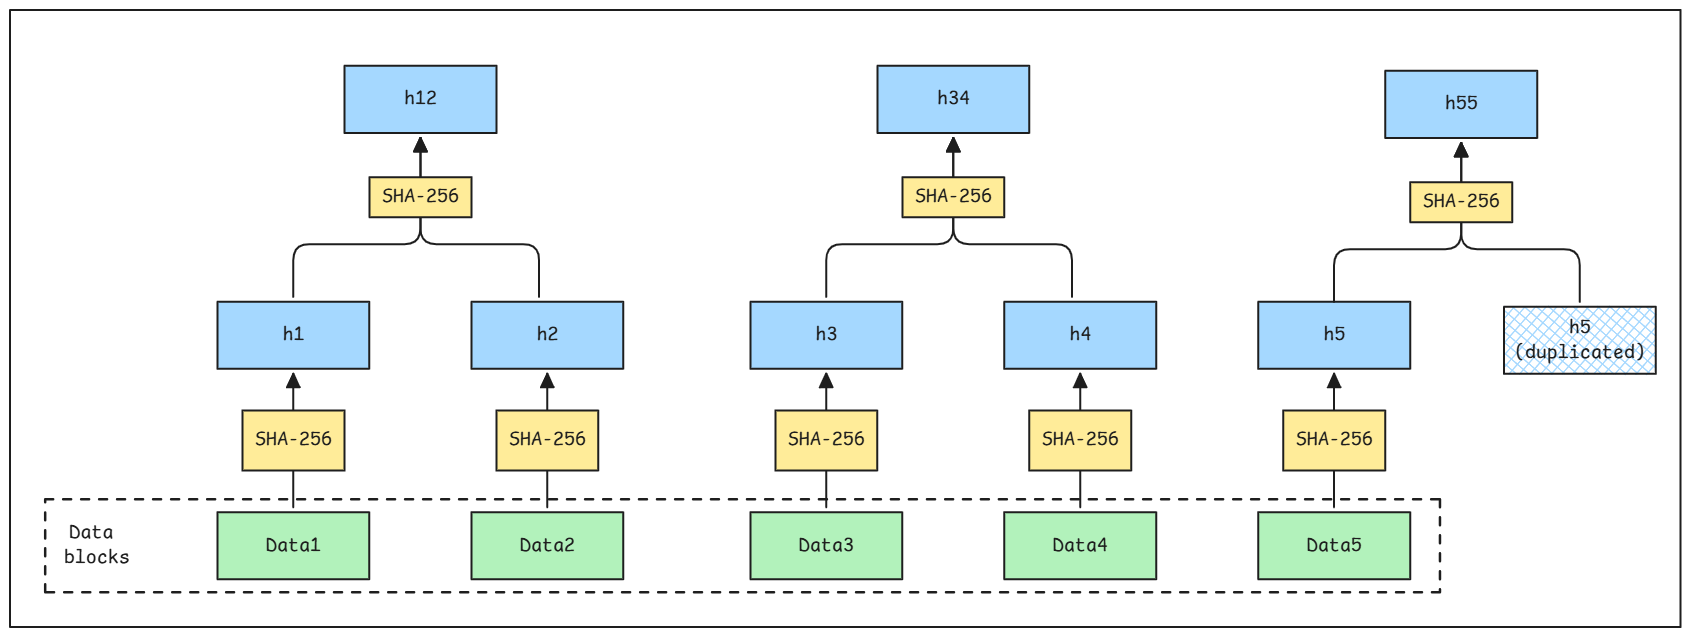 h12
h34
h55
SHA-256
SHA-256
SHA-256
h1
h2
h3
h4
h5
h5
(duplicated)
SHA-256
SHA-256
SHA-256
SHA-256
SHA-256
Data
blocks
Data1
Data2
Data3
Data4
Data5